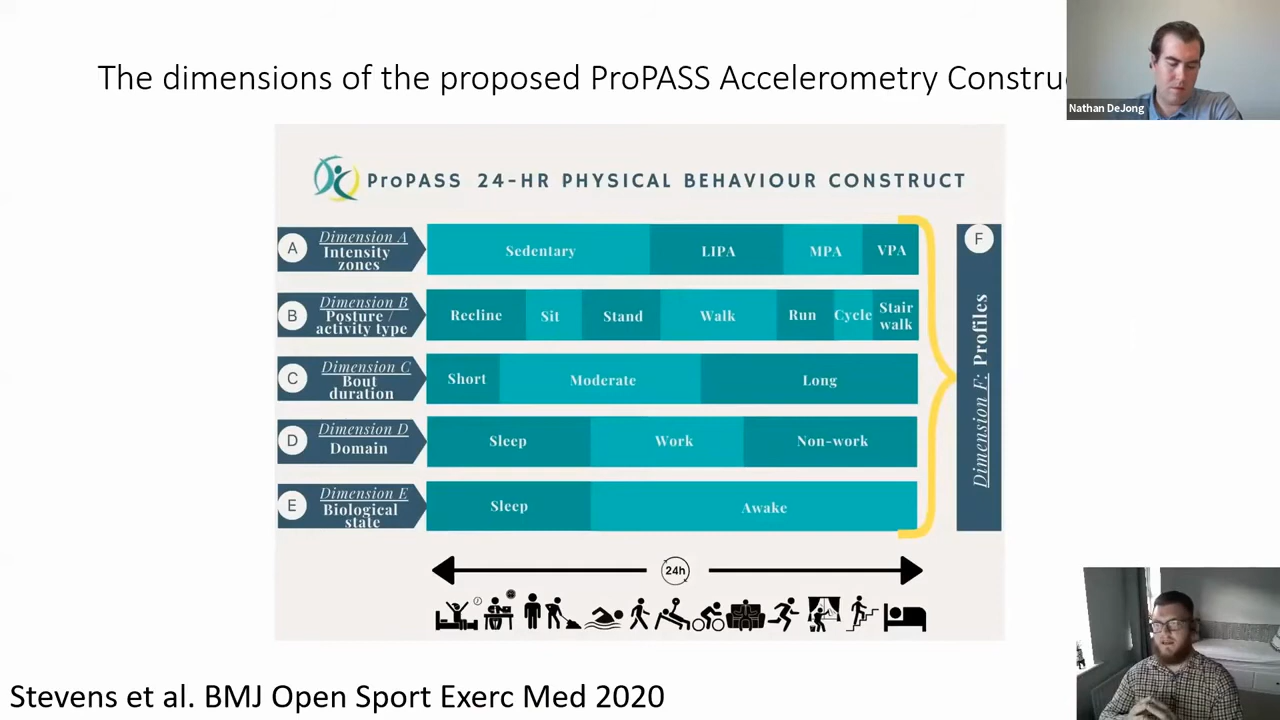 The dimensions of the proposed ProPASS Accelerometry Constru
Nathan DeJong
ProPASS 24-HR PHYSICAL BEHAVIOUR CONSTRUCT
A
Dimension A
Intensity
zones
Sedentary
LIPA
MPA
VPA
B
Dimension B
Posture /
activity type
Recline
Sit
Stand
Walk
Run
Cycle
Stair
walk
C
Dimension C
Bout
duration
Short
Moderate
Long
D
Dimension D
Domain
Sleep
Work
Non-work
E
Dimension E
Biological
state
Sleep
Awake
F
Dimension F: Profiles
24h
Stevens et al. BMJ Open Sport Exerc Med 2020